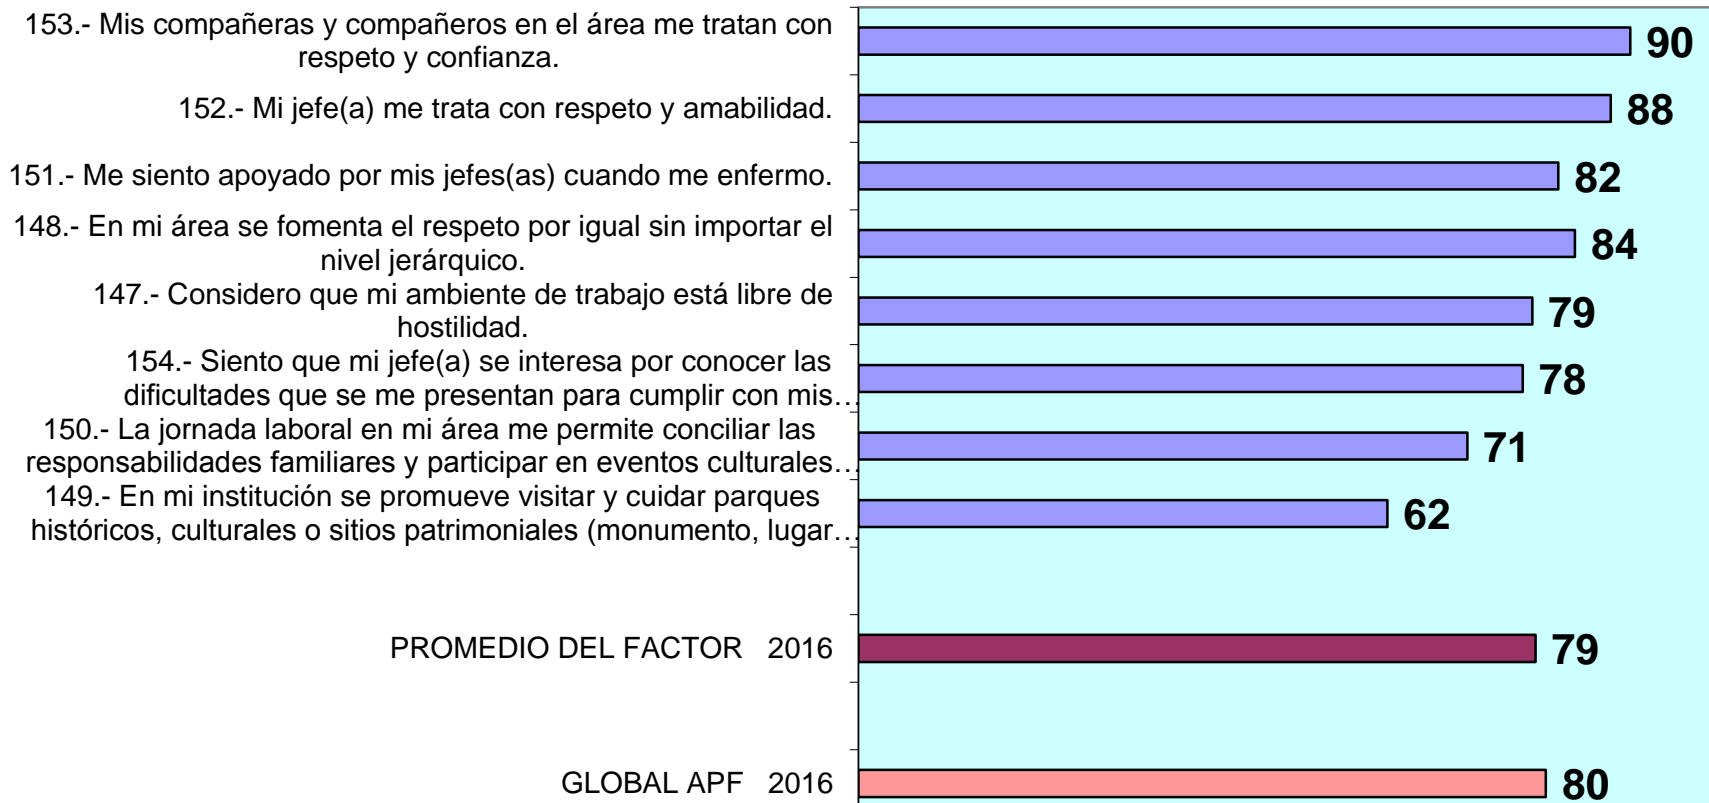 153.- Mis compañeras y compañeros en el área me tratan con
respeto y confianza.
90
152.- Mi jefe(a) me trata con respeto y amabilidad.
88
151.- Me siento apoyado por mis jefes(as) cuando me enfermo.
82
148.- En mi área se fomenta el respeto por igual sin importar el
nivel jerárquico.
84
147.- Considero que mi ambiente de trabajo está libre de
hostilidad.
79
154.- Siento que mi jefe(a) se interesa por conocer las
dificultades que se me presentan para cumplir con mis…
78
150.- La jornada laboral en mi área me permite conciliar las
responsabilidades familiares y participar en eventos culturales…
71
149.- En mi institución se promueve visitar y cuidar parques
históricos, culturales o sitios patrimoniales (monumento, lugar…
62
PROMEDIO DEL FACTOR 2016
79
GLOBAL APF 2016
80